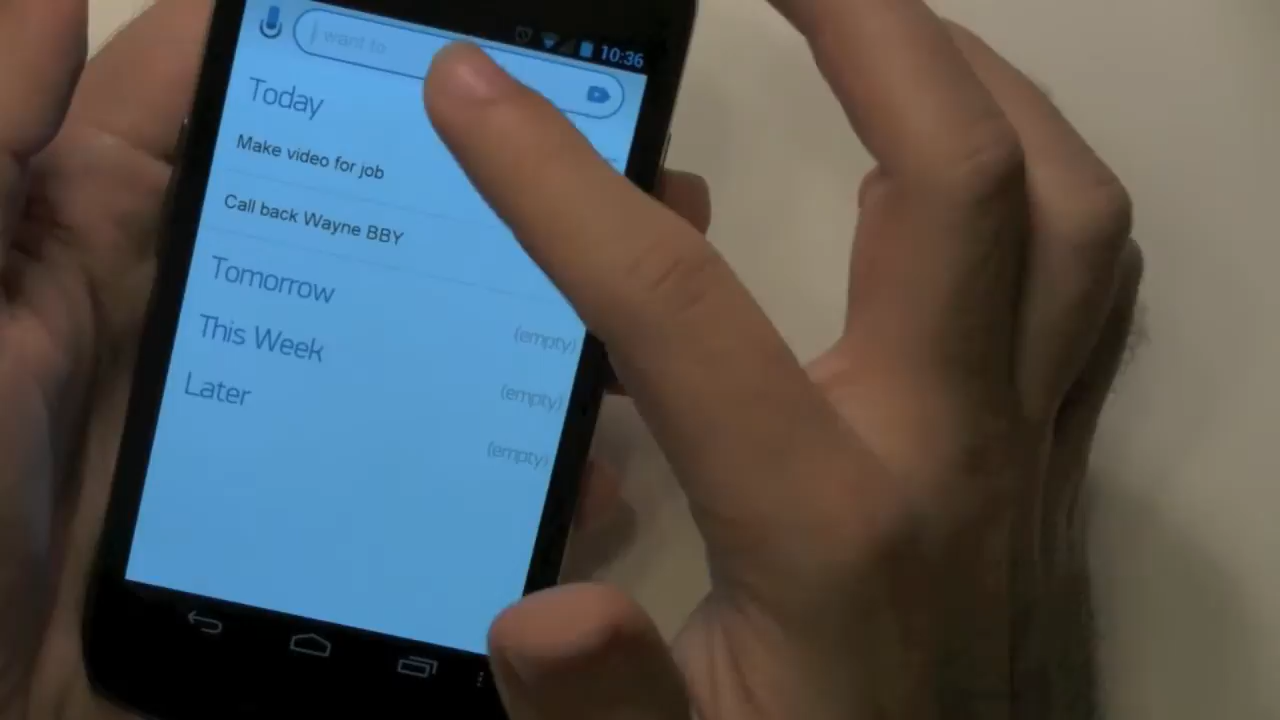 10:36
I want to
Today
Make video for job
Call back Wayne BBY
Tomorrow
(empty)
This Week
(empty)
Later
(empty)